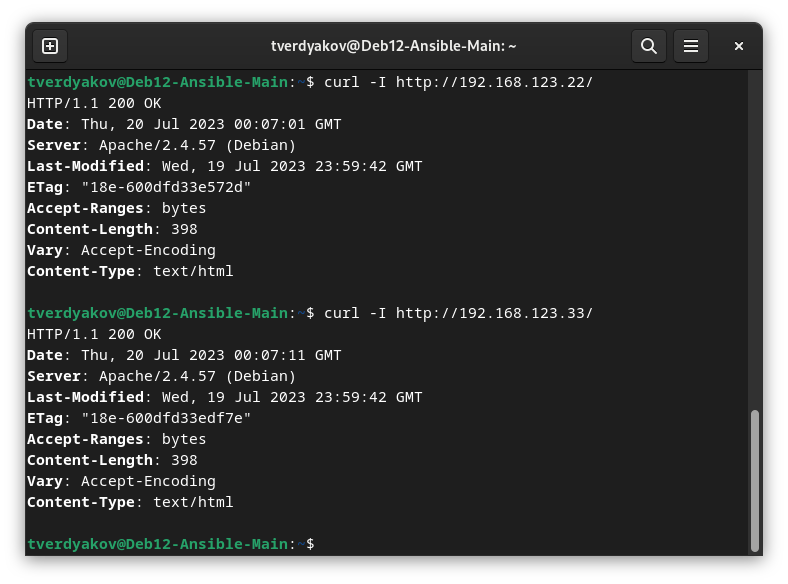 tverdyakov@Deb12-Ansible-Main: ~
tverdyakov@Deb12-Ansible-Main:~$ curl -I http://192.168.123.22/
HTTP/1.1 200 OK
Date: Thu, 20 Jul 2023 00:07:01 GMT
Server: Apache/2.4.57 (Debian)
Last-Modified: Wed, 19 Jul 2023 23:59:42 GMT
ETag: "18e-600dfd33e572d"
Accept-Ranges: bytes
Content-Length: 398
Vary: Accept-Encoding
Content-Type: text/html

tverdyakov@Deb12-Ansible-Main:~$ curl -I http://192.168.123.33/
HTTP/1.1 200 OK
Date: Thu, 20 Jul 2023 00:07:11 GMT
Server: Apache/2.4.57 (Debian)
Last-Modified: Wed, 19 Jul 2023 23:59:42 GMT
ETag: "18e-600dfd33edf7e"
Accept-Ranges: bytes
Content-Length: 398
Vary: Accept-Encoding
Content-Type: text/html

tverdyakov@Deb12-Ansible-Main:~$